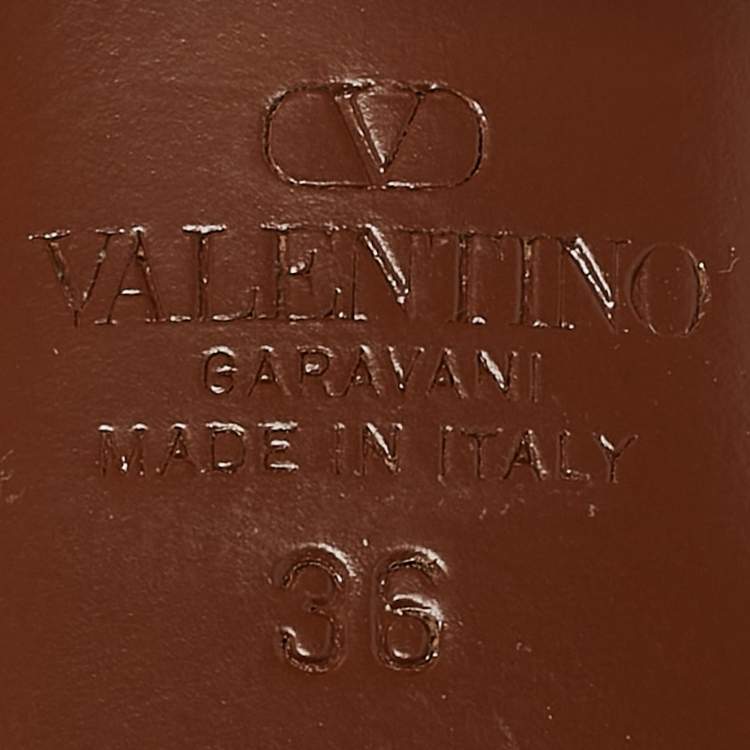 V
VALENTINO
GARAVANI
MADE IN ITALY
36